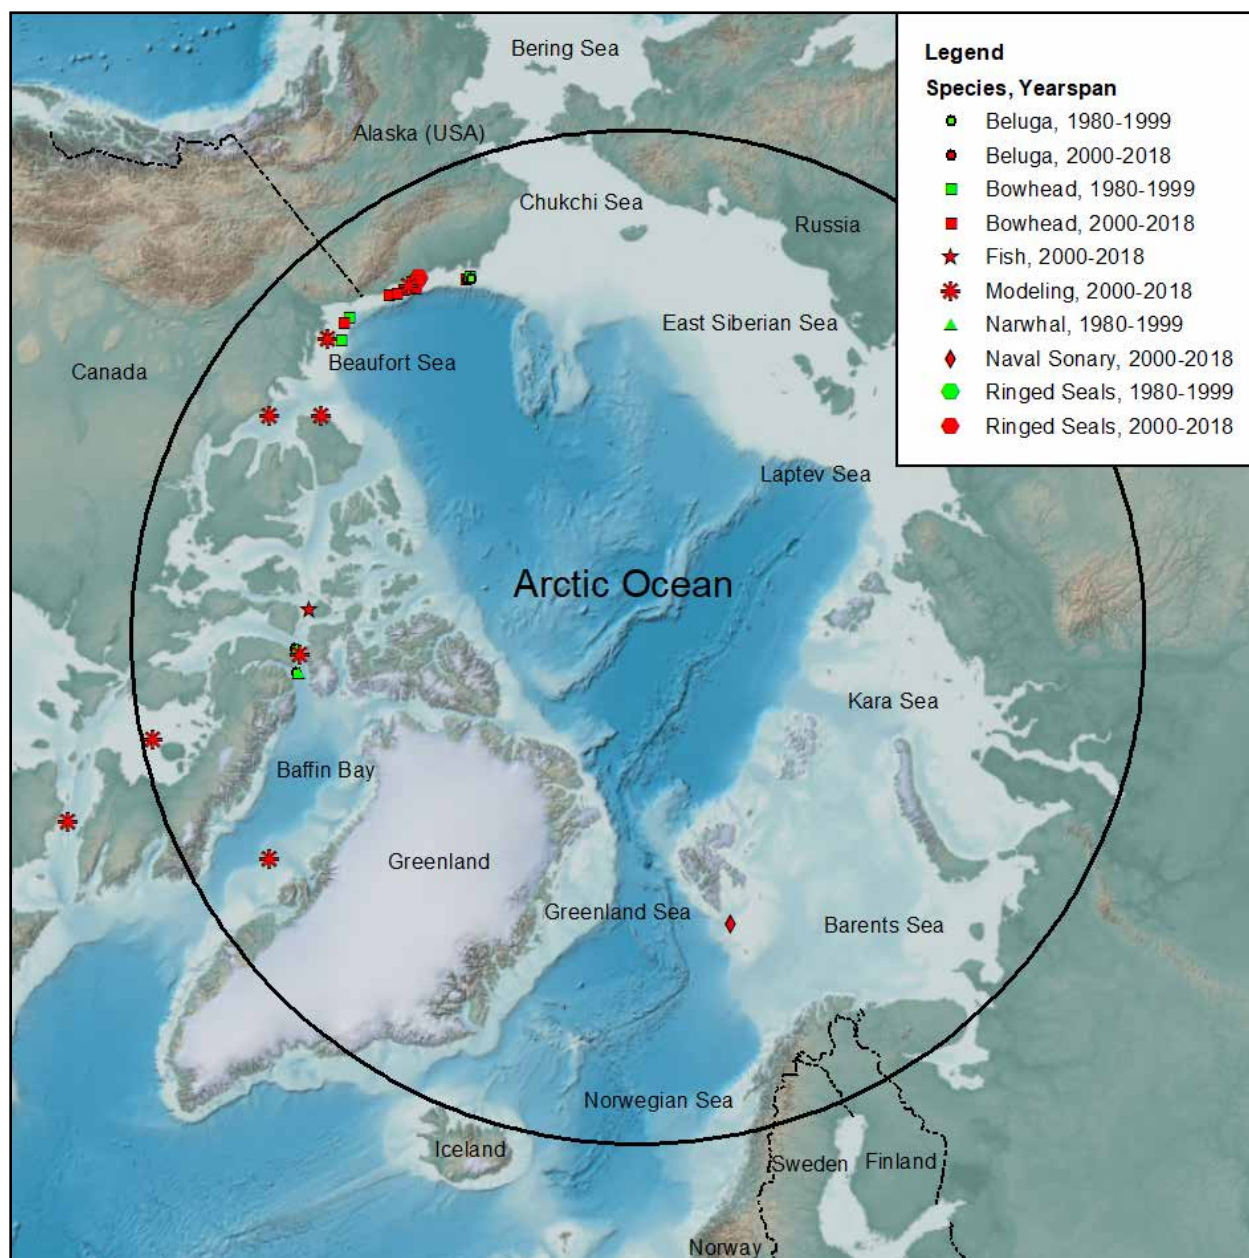 Bering Sea
Alaska (USA)
Chukchi Sea
Russia
East Siberian Sea
Canada
Beaufort Sea
Laptev Sea
Arctic Ocean
Kara Sea
Baffin Bay
Greenland
Greenland Sea
Barents Sea
Norwegian Sea
Iceland
Sweden
Finland
Norway
Legend
Species, Yearspan
Beluga, 1980-1999
Beluga, 2000-2018
Bowhead, 1980-1999
Bowhead, 2000-2018
Fish, 2000-2018
Modeling, 2000-2018
Narwhal, 1980-1999
Naval Sonary, 2000-2018
Ringed Seals, 1980-1999
Ringed Seals, 2000-2018